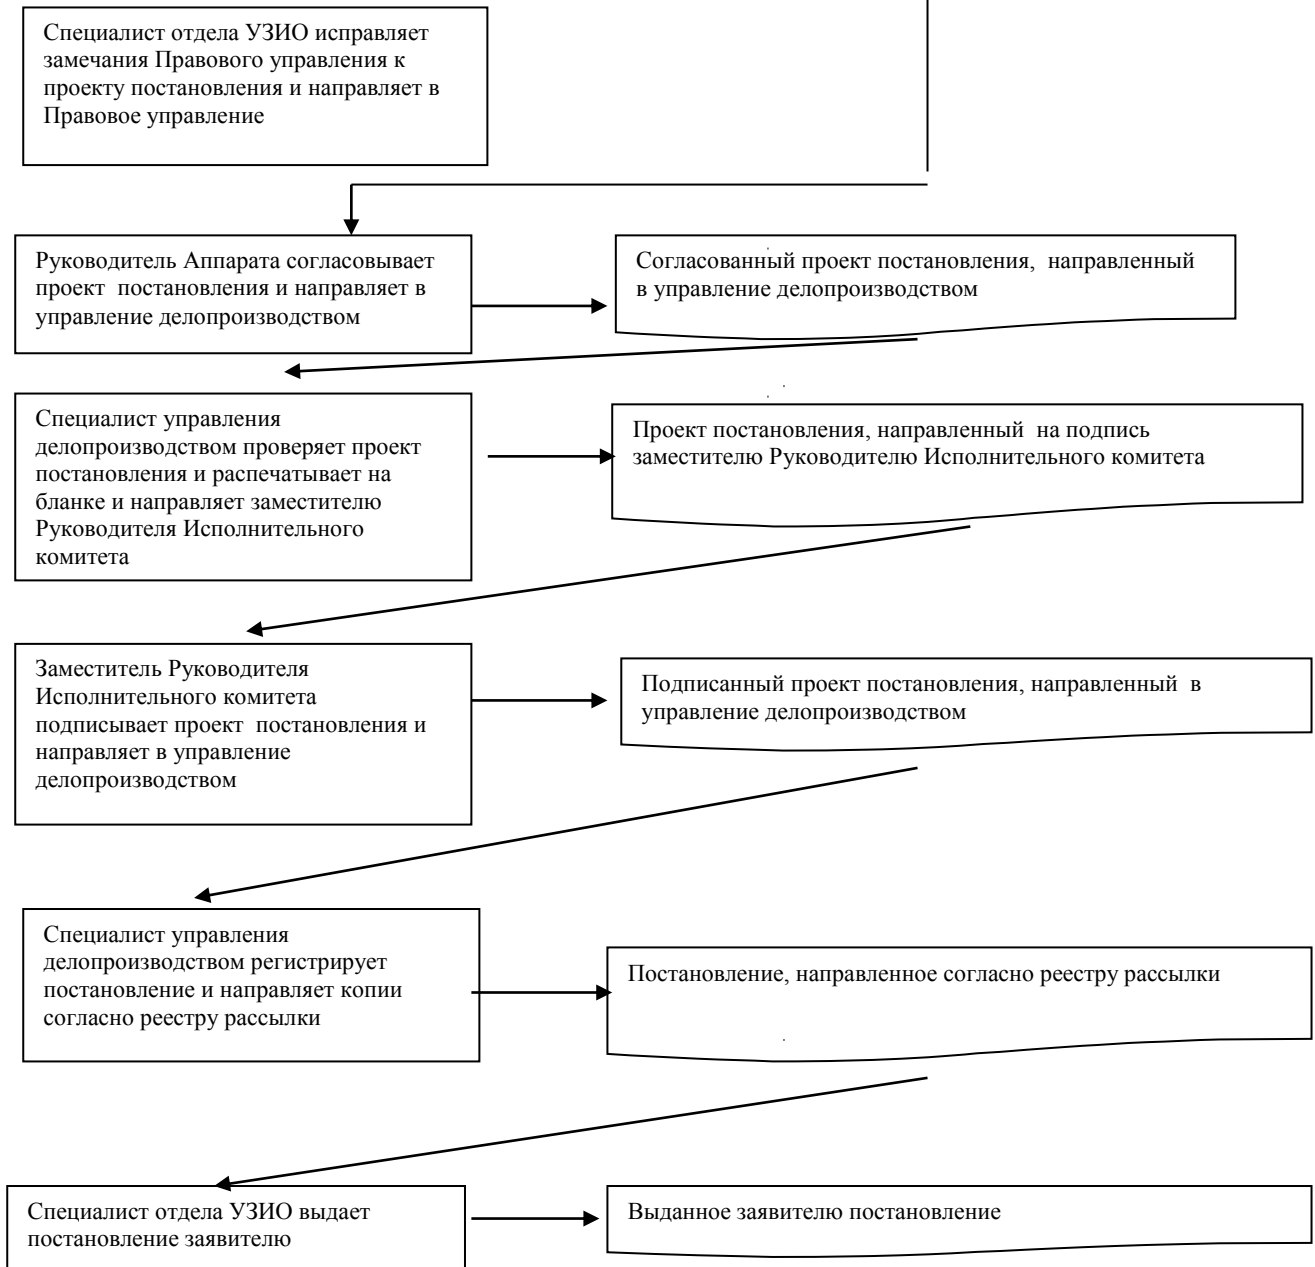 Специалист отдела УЗИО исправляет
замечания Правового управления к
проекту постановления и направляет в
Правовое управление
Руководитель Аппарата согласовывает
проект постановления и направляет в
управление делопроизводством
Согласованный проект постановления, направленный
в управление делопроизводством
Специалист управления
делопроизводством проверяет проект
постановления и распечатывает на
бланке и направляет заместителю
Руководителя Исполнительного
комитета
Проект постановления, направленный на подпись
заместителю Руководителю Исполнительного комитета
Заместитель Руководителя
Исполнительного комитета
подписывает проект постановления и
направляет в управление
делопроизводством
Подписанный проект постановления, направленный в
управление делопроизводством
Специалист управления
делопроизводством регистрирует
постановление и направляет копии
согласно реестру рассылки
Постановление, направленное согласно реестру рассылки
Специалист отдела УЗИО выдает
постановление заявителю
Выданное заявителю постановление